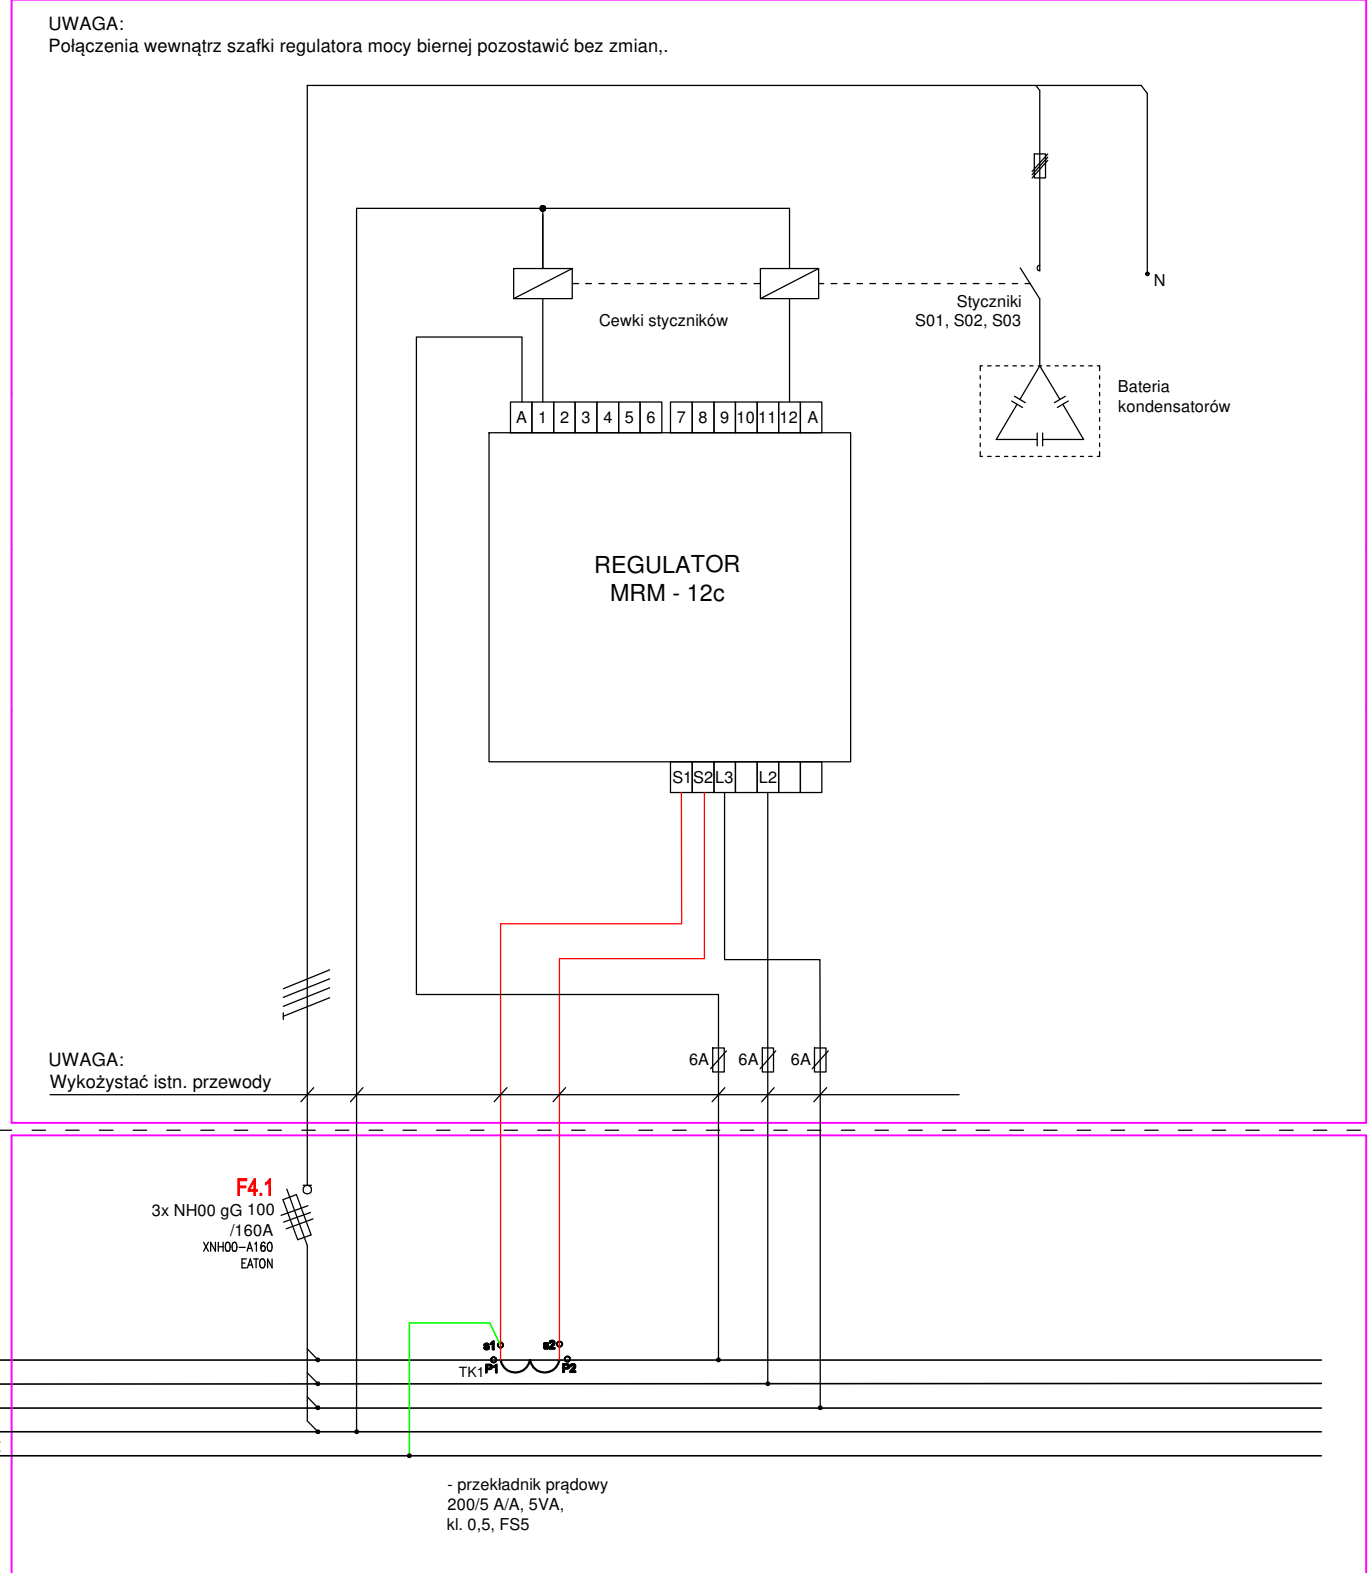 UWAGA:
Połączenia wewnątrz szafki regulatora mocy biernej pozostawić bez zmian,.
N
Styczniki
S01, S02, S03
Cewki styczników
Bateria
kondensatorów
A 1 2 3 4 5 6 7 8 9 10 11 12 A
REGULATOR
MRM - 12c
S1 S2 L3 L2
6A 6A 6A
UWAGA:
Wykożystać istn. przewody
F4.1
3x NH00 gG 100
/160A
XNH00-A160
EATON
s1 s2
TK1 P1 P2
- przekładnik prądowy
200/5 A/A, 5VA,
kl. 0,5, FS5